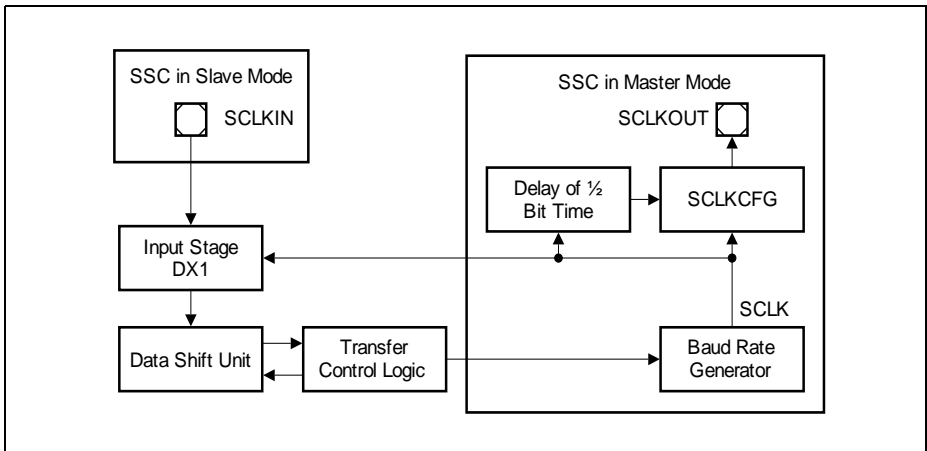 SSC in Slave Mode
SCLKIN
SSC in Master Mode
SCLKOUT
Delay of ½
Bit Time
SCLKCFG
Input Stage
DX1
SCLK
Data Shift Unit
Transfer
Control Logic
Baud Rate
Generator